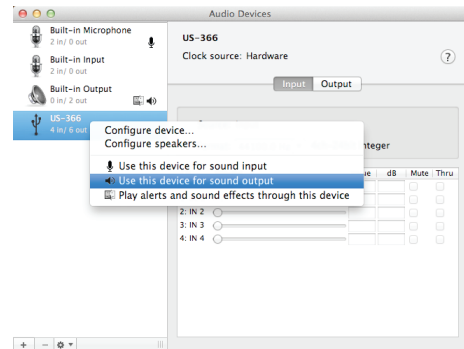 Audio Devices
Built-in Microphone
2 in/ 0 out
Built-in Input
2 in/ 0 out
Built-in Output
0 in/ 2 out
US-366
4 in/ 6 out
US-366
Clock source: Hardware
?
Input Output
Configure device...
Configure speakers...
Use this device for sound input
Use this device for sound output
Play alerts and sound effects through this device
dB Mute Thru
2: IN 2
3: IN 3
4: IN 4